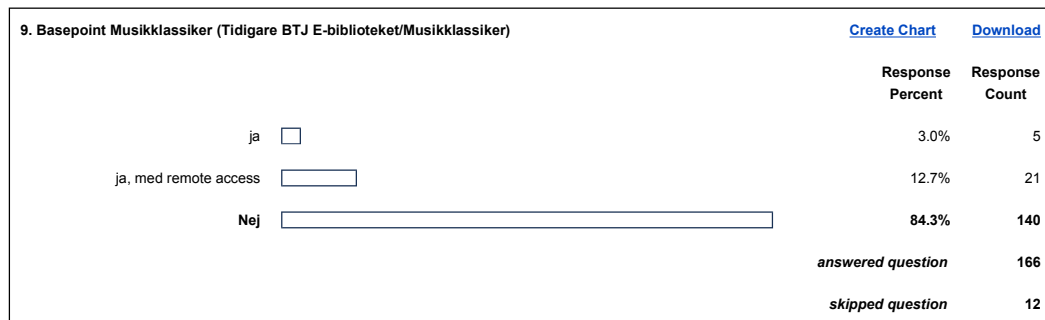 9. Basepoint Musikklassiker (Tidigare BTJ E-biblioteket/Musikklassiker) Create Chart Download
Response Percent Response Count
ja 3.0% 5
ja, med remote access 12.7% 21
Nej 84.3% 140
answered question 166
skipped question 12